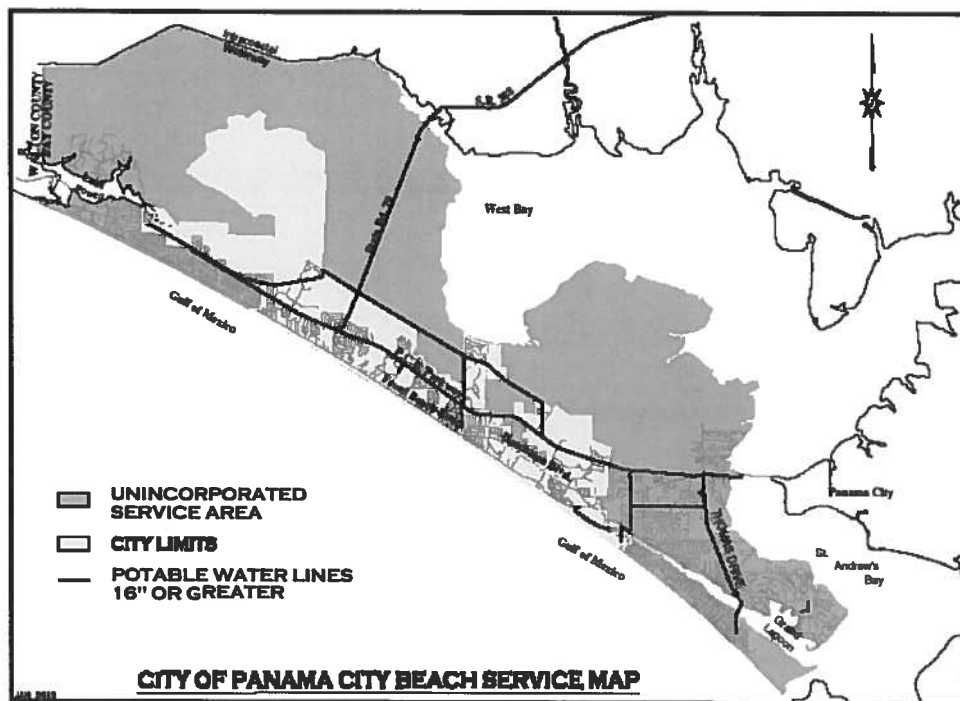 Intracoastal
Waterway
WALTON COUNTY
BAY COUNTY
S.R.
West Bay
Gulf of Mexico
Gulf of Mexico
THOMAS DRIVE
Panama City
St.
Andrew's
Bay
Grand
Lagoon
UNINCORPORATED
SERVICE AREA
CITY LIMITS
POTABLE WATER LINES
16" OR GREATER
CITY OF PANAMA CITY BEACH SERVICE MAP